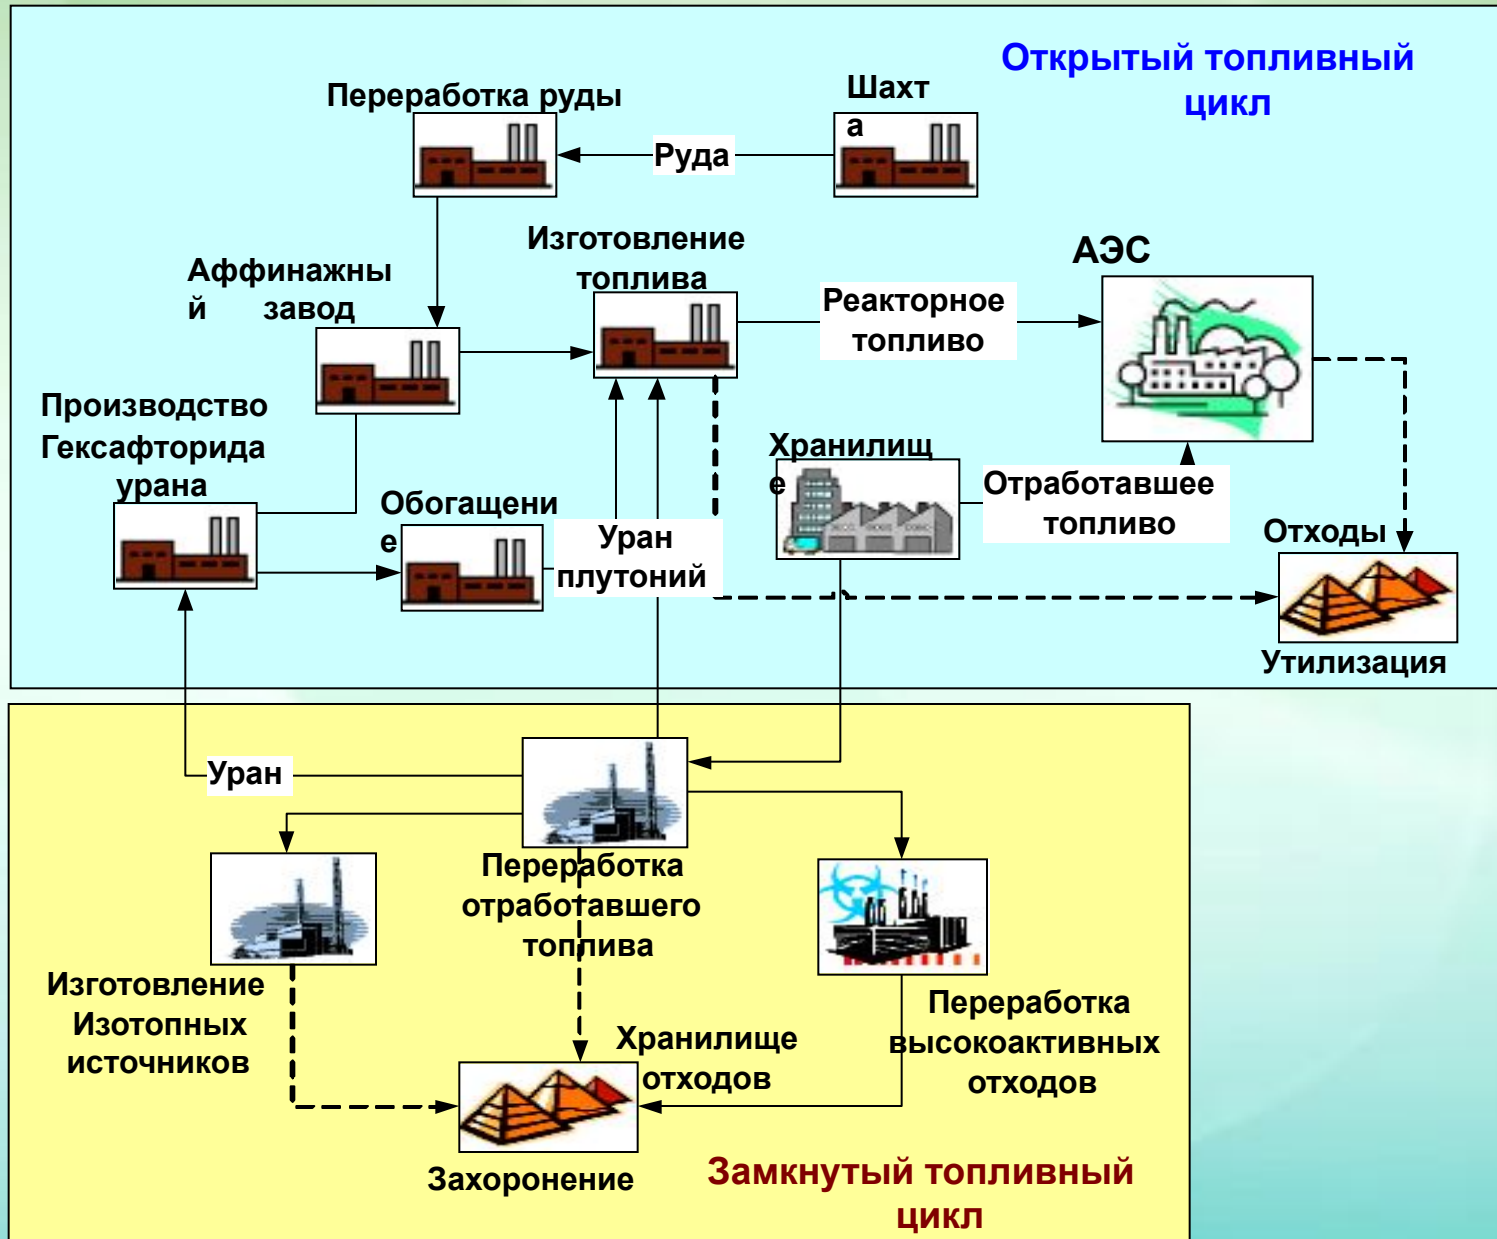 Открытый топливный
цикл
Переработка руды
Шахт
а
Руда
Изготовление
топлива
АЭС
Аффинажны
й завод
Реакторное
топливо
Производство
Гексафторида
урана
Хранилищ
е
Отработавшее
топливо
Обогащени
е
Уран
плутоний
Отходы
Утилизация
Уран
Переработка
отработавшего
топлива
Изготовление
Изотопных
источников
Переработка
высокоактивных
отходов
Хранилище
отходов
Захоронение
Замкнутый топливный
цикл